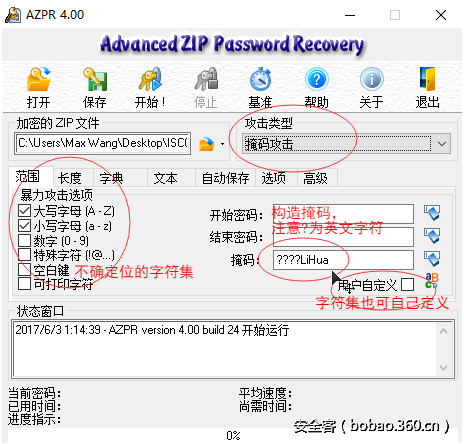 AZPR 4.00
Advanced ZIP Password Recovery
打开 保存 开始! 停止 基准 帮助 关于 退出
加密的 ZIP 文件
攻击类型
C:\Users\Max Wang\Desktop\ISC(
掩码攻击
范围 长度 字典 文本 自动保存 选项 高级
暴力攻击选项
大写字母 (A - Z)
小写字母 (a - z)
数字 (0 - 9)
特殊字符 (!@...)
空白键
可打印字符
不确定位的字符集
开始密码:
结束密码:
构造掩码,
注意?为英文字符
掩码:
????LiHua
用户自定义
字符集也可自己定义
状态窗口
2017/6/3 1:14:39 - AZPR version 4.00 build 24 开始运行
当前密码:
平均速度:
已用时间:
尚需时间:
进度指示:
0%
安全客 ( bobao.360.cn )